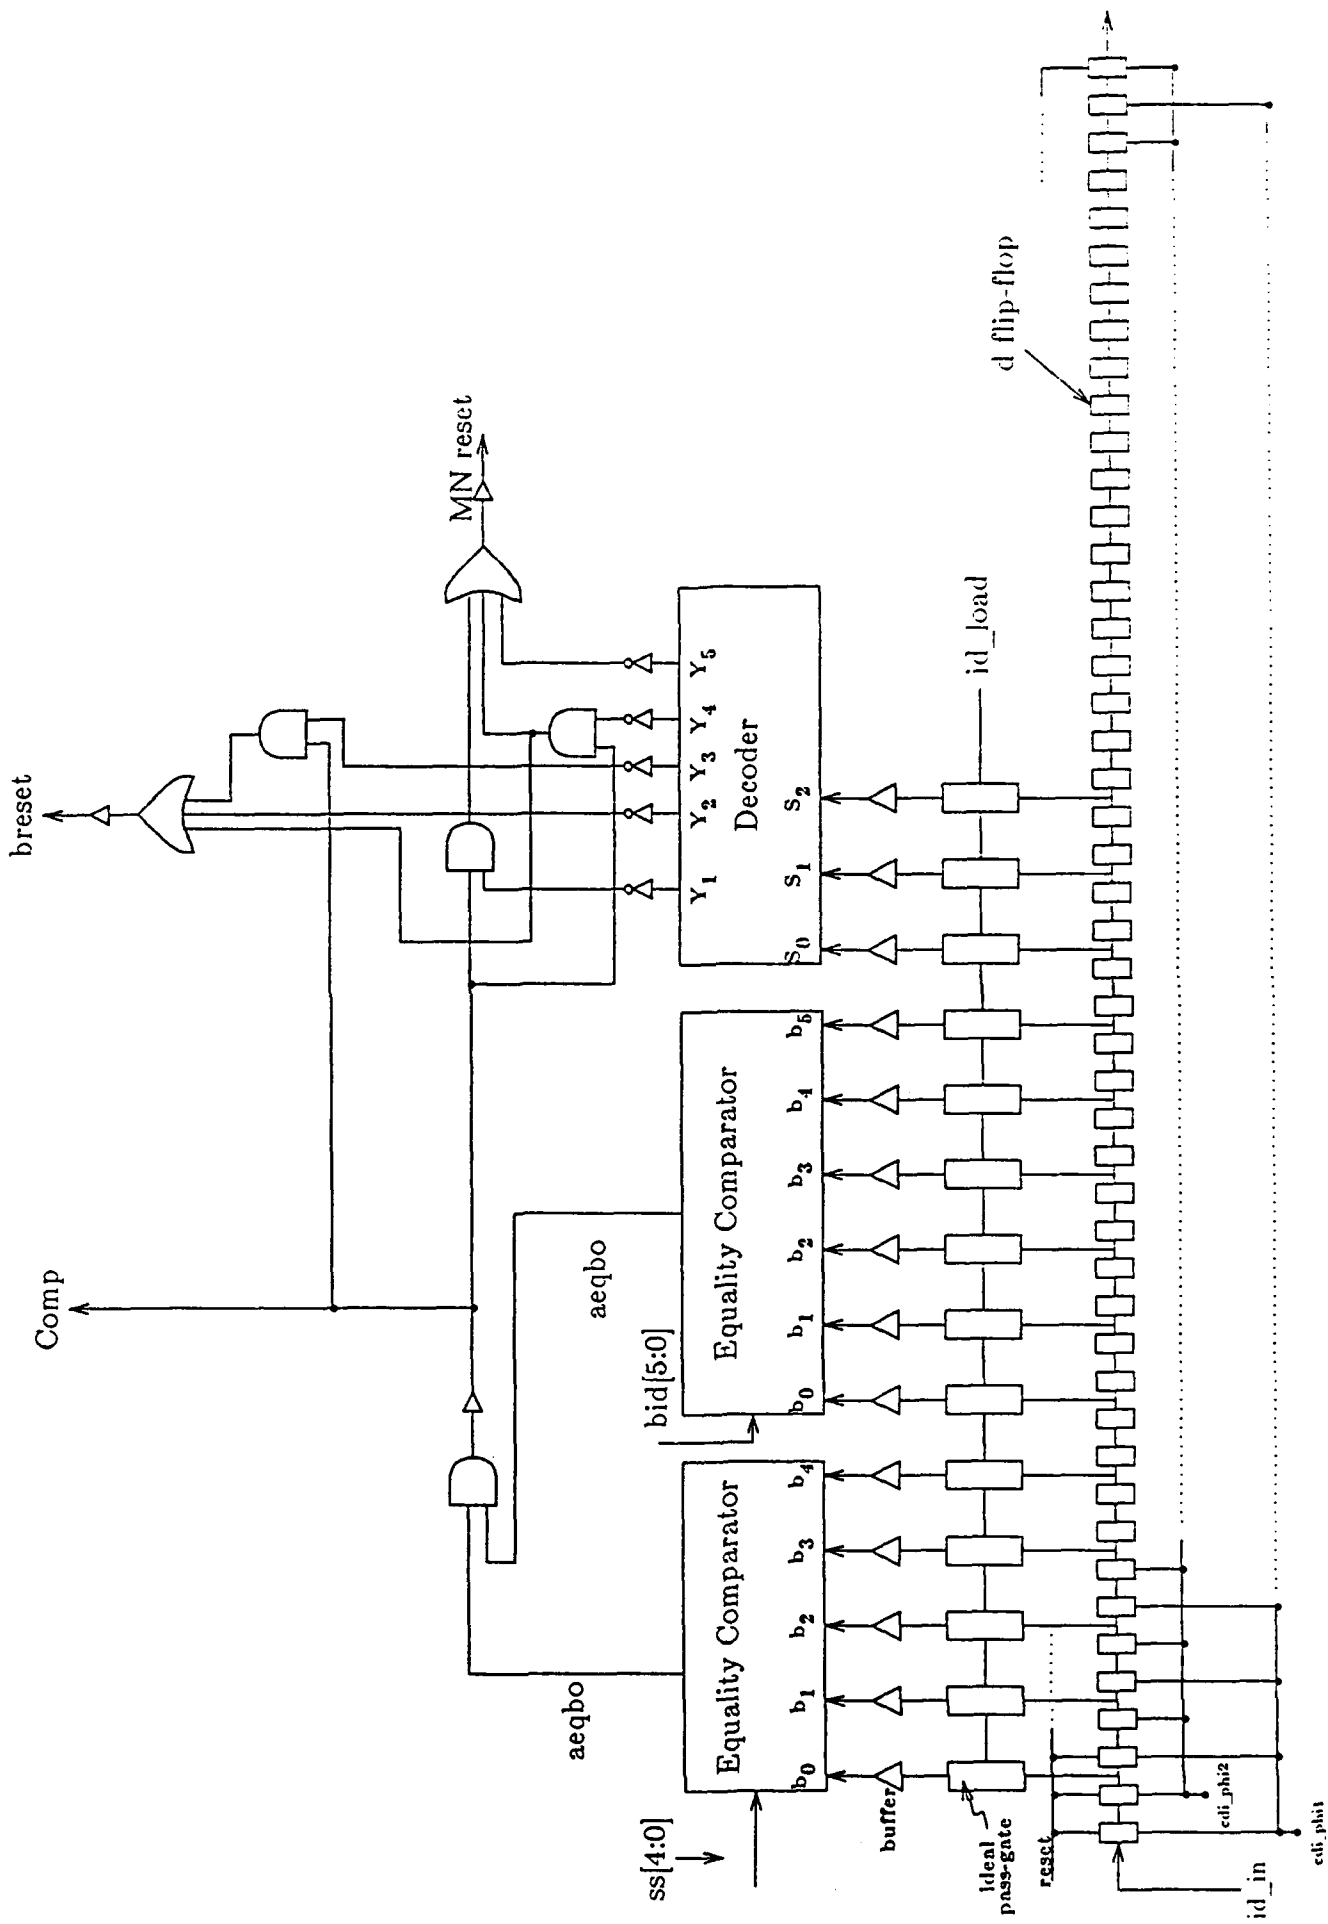 breset
Comp
MN reset
Y₁
Y₂
Y₃
Y₄
Y₅
Decoder
S₀
S₁
S₂
aeqbo
aeqbo
bid[5:0]
ss[4:0]
Equality Comparator
b₀
b₁
b₂
b₃
b₄
Equality Comparator
b₀
b₁
b₂
b₃
b₄
b₅
buffer
ideal
pass-gate
id_load
d flip-flop
reset
id_in
cdi_phi2
cdi_phi1